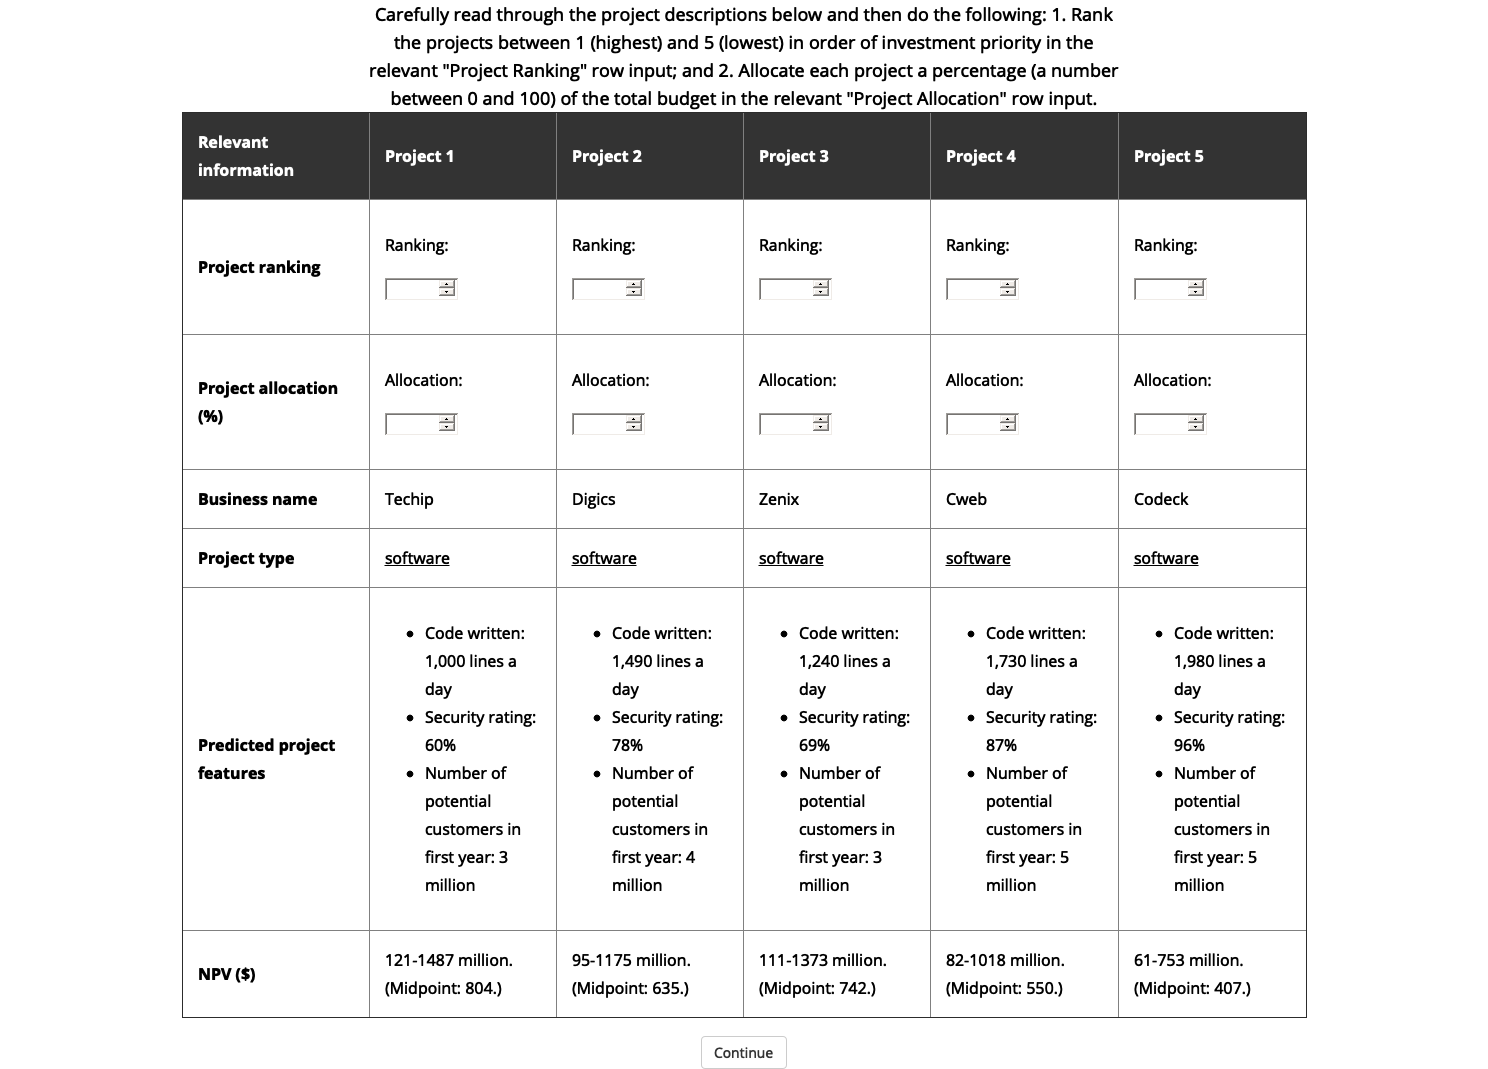 Carefully read through the project descriptions below and then do the following: 1. Rank
the projects between 1 (highest) and 5 (lowest) in order of investment priority in the
relevant "Project Ranking" row input; and 2. Allocate each project a percentage (a number
between 0 and 100) of the total budget in the relevant "Project Allocation" row input.
Relevant
information
Project 1
Project 2
Project 3
Project 4
Project 5
Project ranking
Ranking:
Ranking:
Ranking:
Ranking:
Ranking:
Project allocation
(%)
Allocation:
Allocation:
Allocation:
Allocation:
Allocation:
Business name
Techip
Digics
Zenix
Cweb
Codeck
Project type
software
software
software
software
software
Predicted project
features
• Code written:
1,000 lines a
day
• Security rating:
60%
• Number of
potential
customers in
first year: 3
million
• Code written:
1,490 lines a
day
• Security rating:
78%
• Number of
potential
customers in
first year: 4
million
• Code written:
1,240 lines a
day
• Security rating:
69%
• Number of
potential
customers in
first year: 3
million
• Code written:
1,730 lines a
day
• Security rating:
87%
• Number of
potential
customers in
first year: 5
million
• Code written:
1,980 lines a
day
• Security rating:
96%
• Number of
potential
customers in
first year: 5
million
NPV ($)
121-1487 million.
(Midpoint: 804.)
95-1175 million.
(Midpoint: 635.)
111-1373 million.
(Midpoint: 742.)
82-1018 million.
(Midpoint: 550.)
61-753 million.
(Midpoint: 407.)
Continue